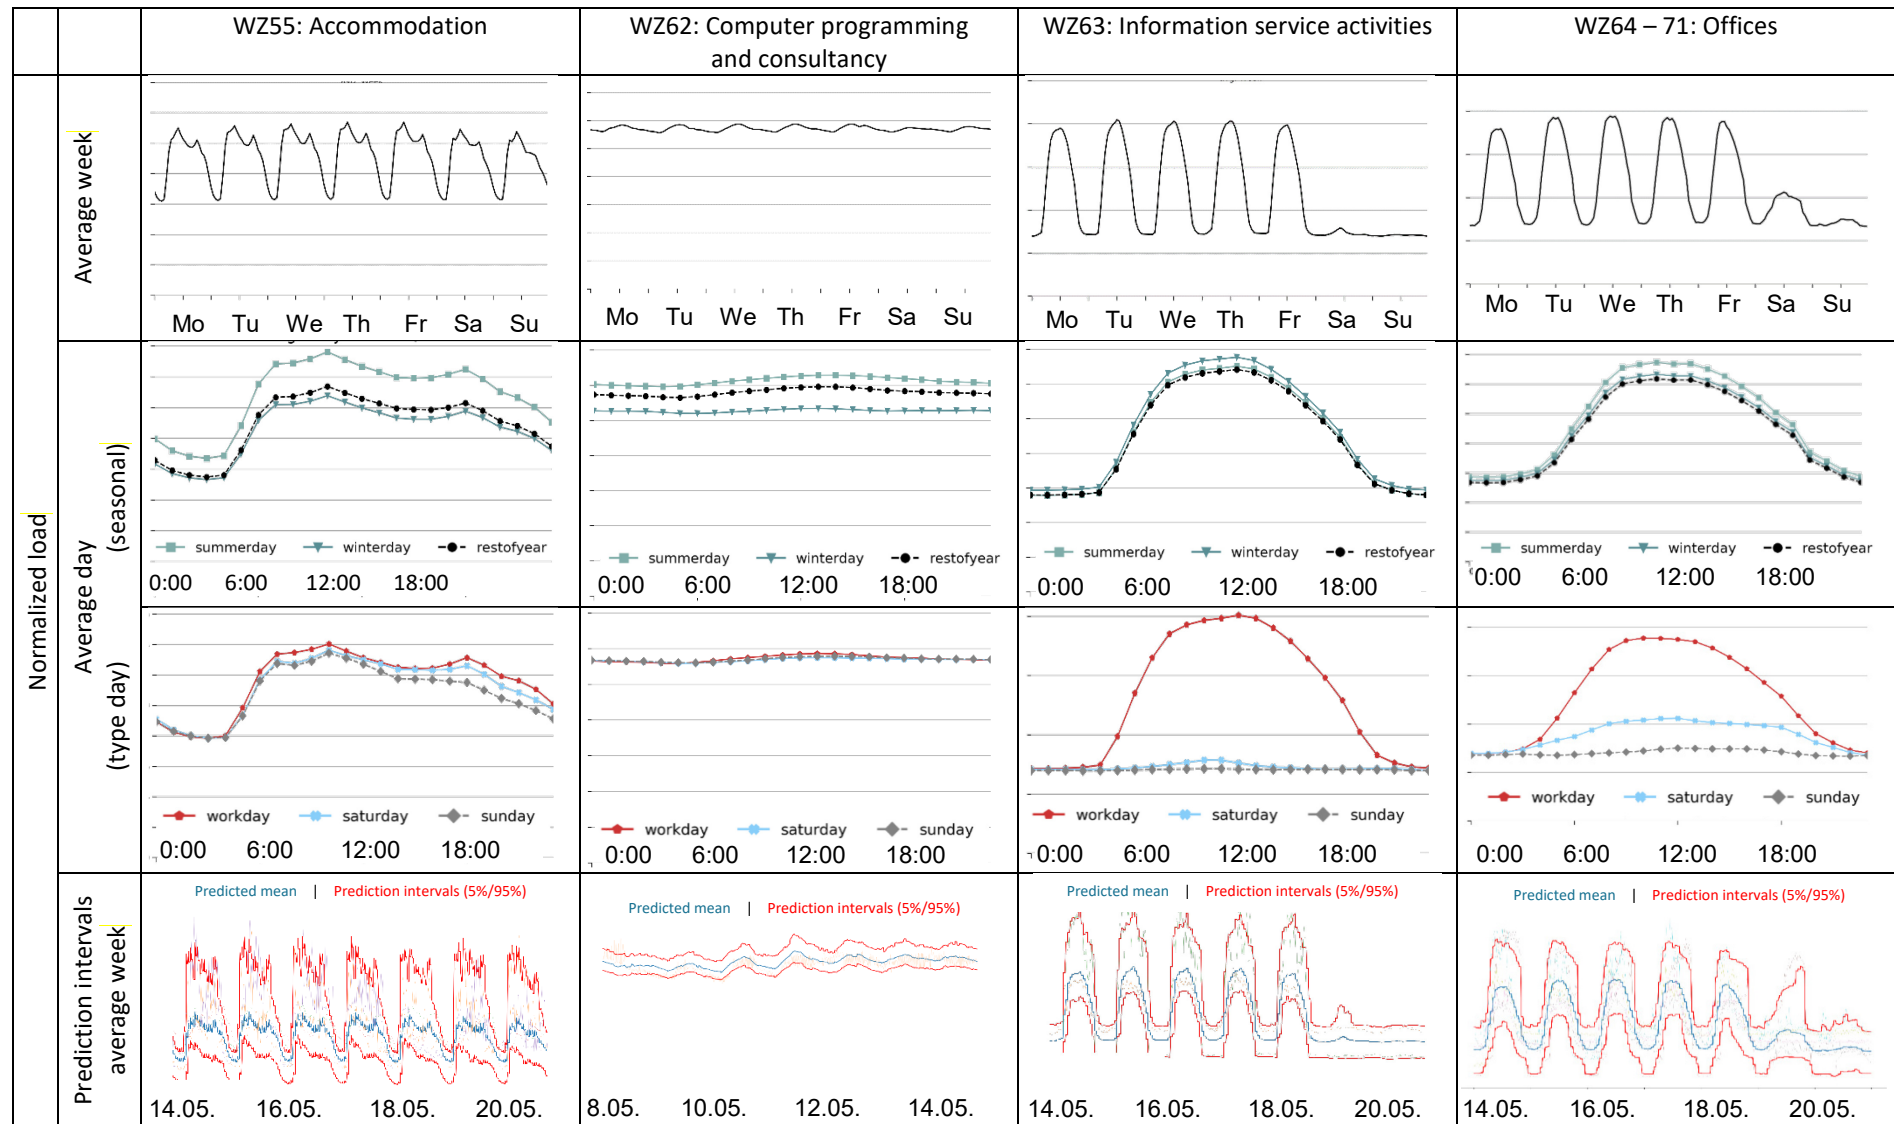 WZ55: Accommodation
WZ62: Computer programming
and consultancy
WZ63: Information service activities
WZ64 – 71: Offices
Normalized load
Average week
Mo Tu We Th Fr Sa Su
Mo Tu We Th Fr Sa Su
Mo Tu We Th Fr Sa Su
Mo Tu We Th Fr Sa Su
Average day
(seasonal)
summerday winterday restofyear
0:00 6:00 12:00 18:00
summerday winterday restofyear
0:00 6:00 12:00 18:00
summerday winterday restofyear
0:00 6:00 12:00 18:00
summerday winterday restofyear
0:00 6:00 12:00 18:00
(type day)
workday saturday sunday
0:00 6:00 12:00 18:00
workday saturday sunday
0:00 6:00 12:00 18:00
workday saturday sunday
0:00 6:00 12:00 18:00
workday saturday sunday
0:00 6:00 12:00 18:00
Prediction intervals
average week
Predicted mean | Prediction intervals (5%/95%)
14.05. 16.05. 18.05. 20.05.
Predicted mean | Prediction intervals (5%/95%)
8.05. 10.05. 12.05. 14.05.
Predicted mean | Prediction intervals (5%/95%)
14.05. 16.05. 18.05. 20.05.
Predicted mean | Prediction intervals (5%/95%)
14.05. 16.05. 18.05. 20.05.